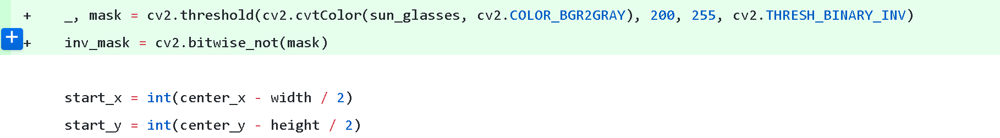 +    _, mask = cv2.threshold(cv2.cvtColor(sun_glasses, cv2.COLOR_BGR2GRAY), 200, 255, cv2.THRESH_BINARY_INV)
+    inv_mask = cv2.bitwise_not(mask)
start_x = int(center_x - width / 2)
start_y = int(center_y - height / 2)